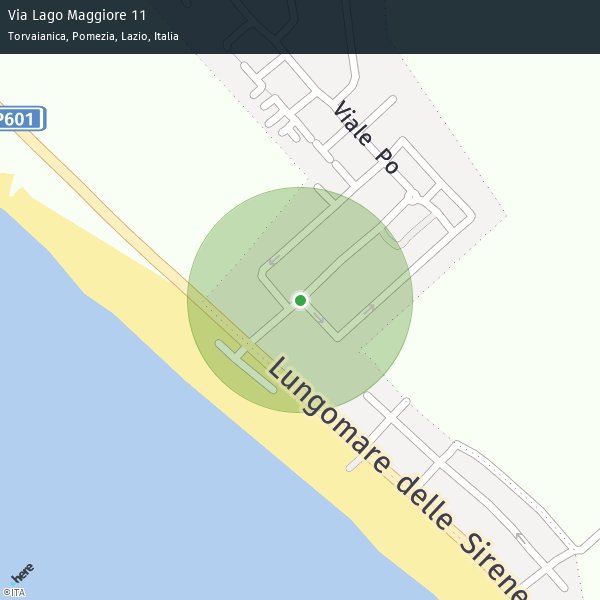 Via Lago Maggiore 11
Torvaianica, Pomezia, Lazio, Italia
P601
Viale Po
Lungomare delle Sirene
here
©ITA